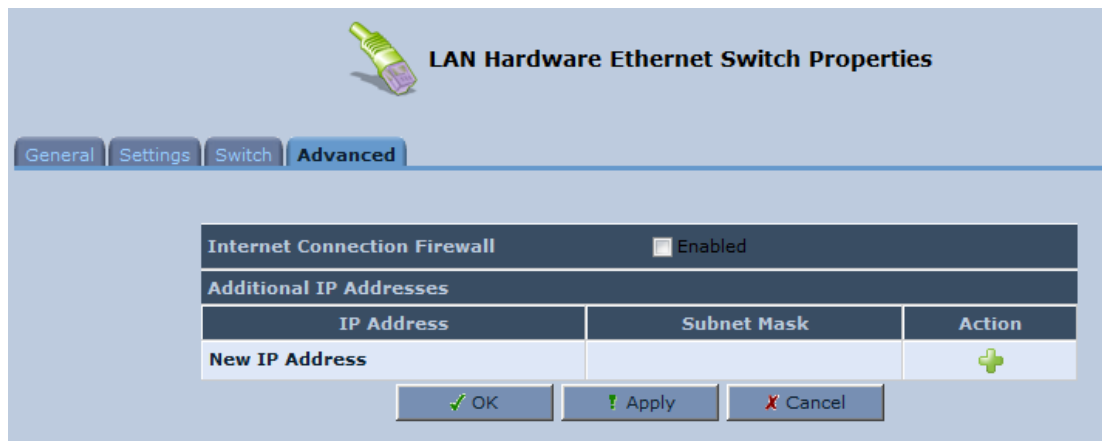 LAN Hardware Ethernet Switch Properties
General Settings Switch Advanced
Internet Connection Firewall Enabled
Additional IP Addresses
IP Address Subnet Mask Action
New IP Address
OK Apply Cancel